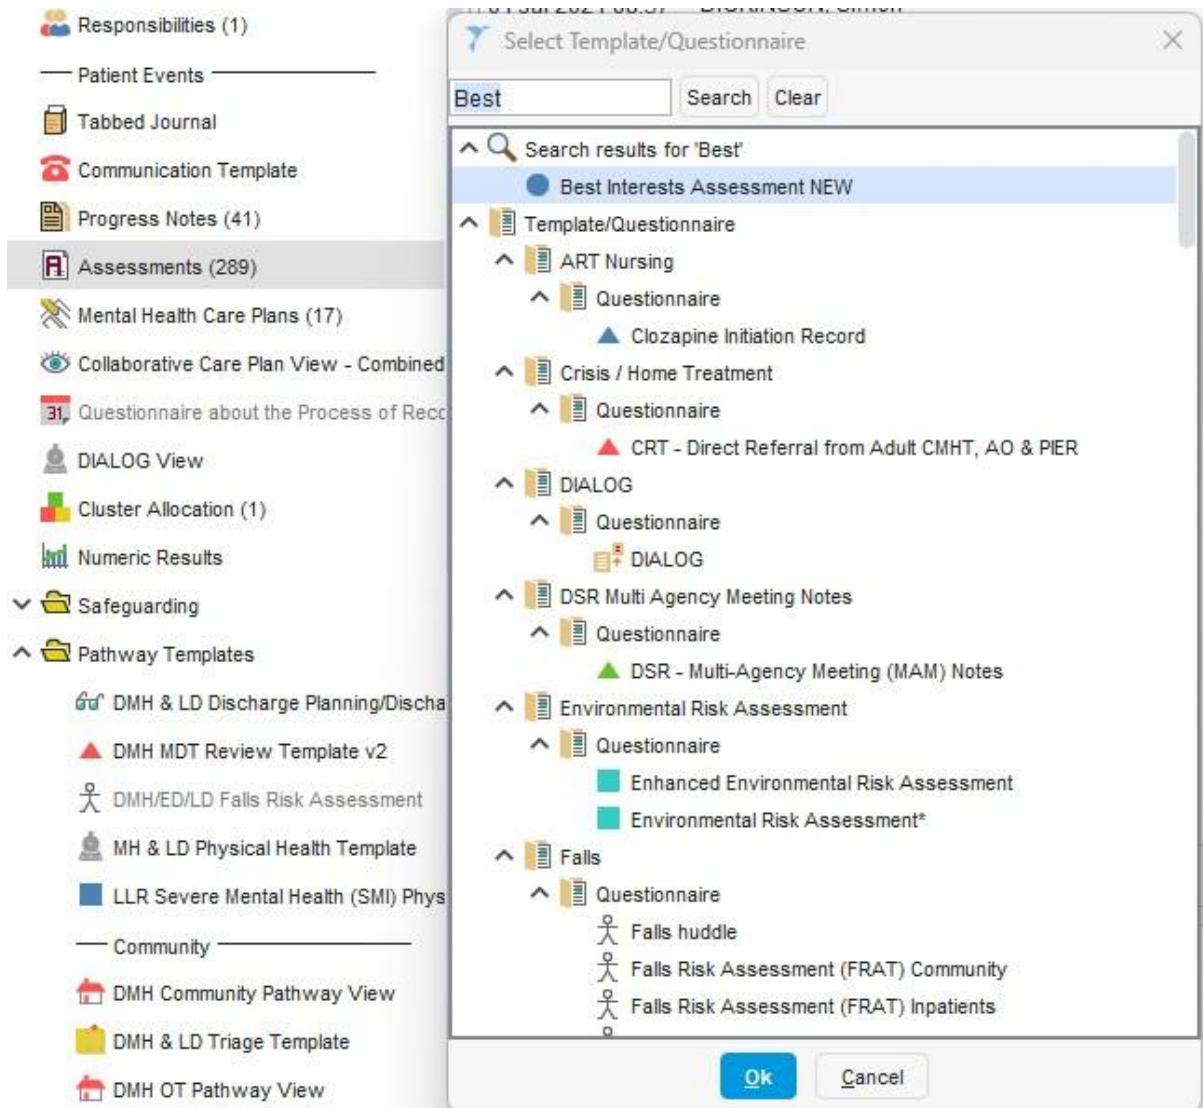 Responsibilities (1)
Patient Events
Tabbed Journal
Communication Template
Progress Notes (41)
Assessments (289)
Mental Health Care Plans (17)
Collaborative Care Plan View - Combined
31 Questionnaire about the Process of Reco
DIALOG View
Cluster Allocation (1)
Numeric Results
Safeguarding
Pathway Templates
DMH & LD Discharge Planning/Discha
DMH MDT Review Template v2
DMH/ED/LD Falls Risk Assessment
MH & LD Physical Health Template
LLR Severe Mental Health (SMI) Phys
Community
DMH Community Pathway View
DMH & LD Triage Template
DMH OT Pathway View
Select Template/Questionnaire
Best Search Clear
Search results for 'Best'
Best Interests Assessment NEW
Template/Questionnaire
ART Nursing
Questionnaire
Clozapine Initiation Record
Crisis / Home Treatment
Questionnaire
CRT - Direct Referral from Adult CMHT, AO & PIER
DIALOG
Questionnaire
DIALOG
DSR Multi Agency Meeting Notes
Questionnaire
DSR - Multi-Agency Meeting (MAM) Notes
Environmental Risk Assessment
Questionnaire
Enhanced Environmental Risk Assessment
Environmental Risk Assessment*
Falls
Questionnaire
Falls huddle
Falls Risk Assessment (FRAT) Community
Falls Risk Assessment (FRAT) Inpatients
Ok Cancel